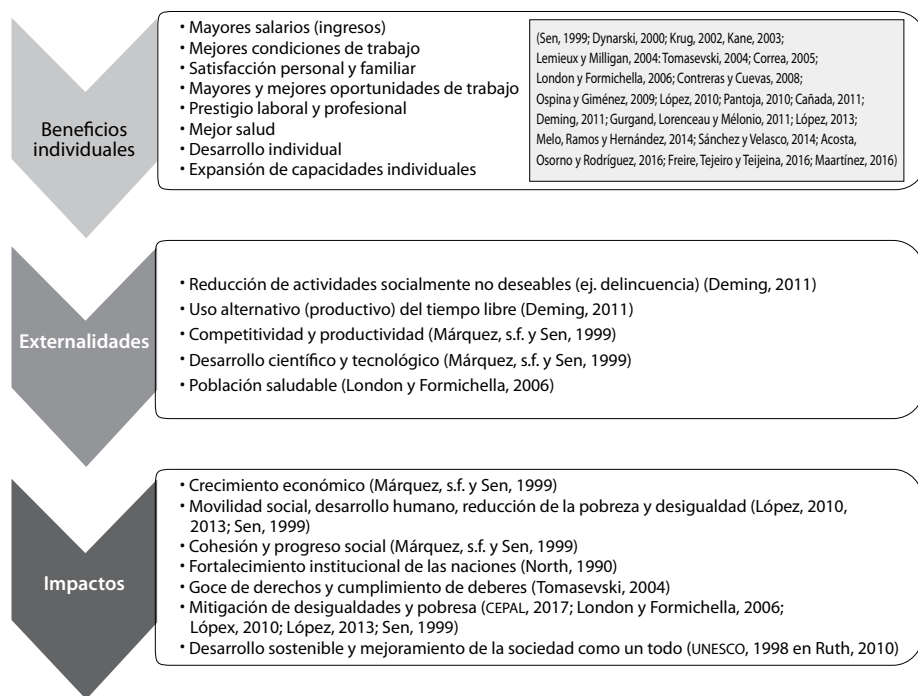 Beneficios
individuales
• Mayores salarios (ingresos)
• Mejores condiciones de trabajo
• Satisfacción personal y familiar
• Mayores y mejores oportunidades de trabajo
• Prestigio laboral y profesional
• Mejor salud
• Desarrollo individual
• Expansión de capacidades individuales
(Sen, 1999; Dynarski, 2000; Krug, 2002, Kane, 2003;
Lemieux y Milligan, 2004: Tomasevski, 2004; Correa, 2005;
London y Formichella, 2006; Contreras y Cuevas, 2008;
Ospina y Giménez, 2009; López, 2010; Pantoja, 2010; Cañada, 2011;
Deming, 2011; Gurgand, Lorenceau y Mélonio, 2011; López, 2013;
Melo, Ramos y Hernández, 2014; Sánchez y Velasco, 2014; Acosta,
Osorno y Rodríguez, 2016; Freire, Tejeiro y Teijeina, 2016; Maartínez, 2016)
Externalidades
• Reducción de actividades socialmente no deseables (ej. delincuencia) (Deming, 2011)
• Uso alternativo (productivo) del tiempo libre (Deming, 2011)
• Competitividad y productividad (Márquez, s.f. y Sen, 1999)
• Desarrollo científico y tecnológico (Márquez, s.f. y Sen, 1999)
• Población saludable (London y Formichella, 2006)
Impactos
• Crecimiento económico (Márquez, s.f. y Sen, 1999)
• Movilidad social, desarrollo humano, reducción de la pobreza y desigualdad (López, 2010,
2013; Sen, 1999)
• Cohesión y progreso social (Márquez, s.f. y Sen, 1999)
• Fortalecimiento institucional de las naciones (North, 1990)
• Goce de derechos y cumplimiento de deberes (Tomasevski, 2004)
• Mitigación de desigualdades y pobresa (CEPAL, 2017; London y Formichella, 2006;
Lópex, 2010; López, 2013; Sen, 1999)
• Desarrollo sostenible y mejoramiento de la sociedad como un todo (UNESCO, 1998 en Ruth, 2010)